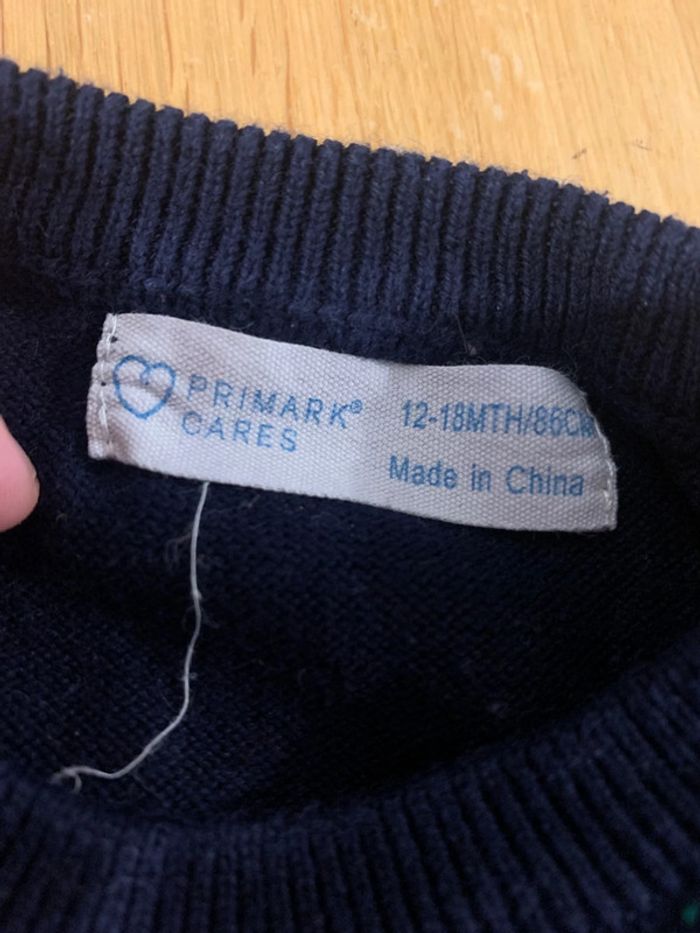 PRIMARK®
CARES
12-18MTH/86CM
Made in China